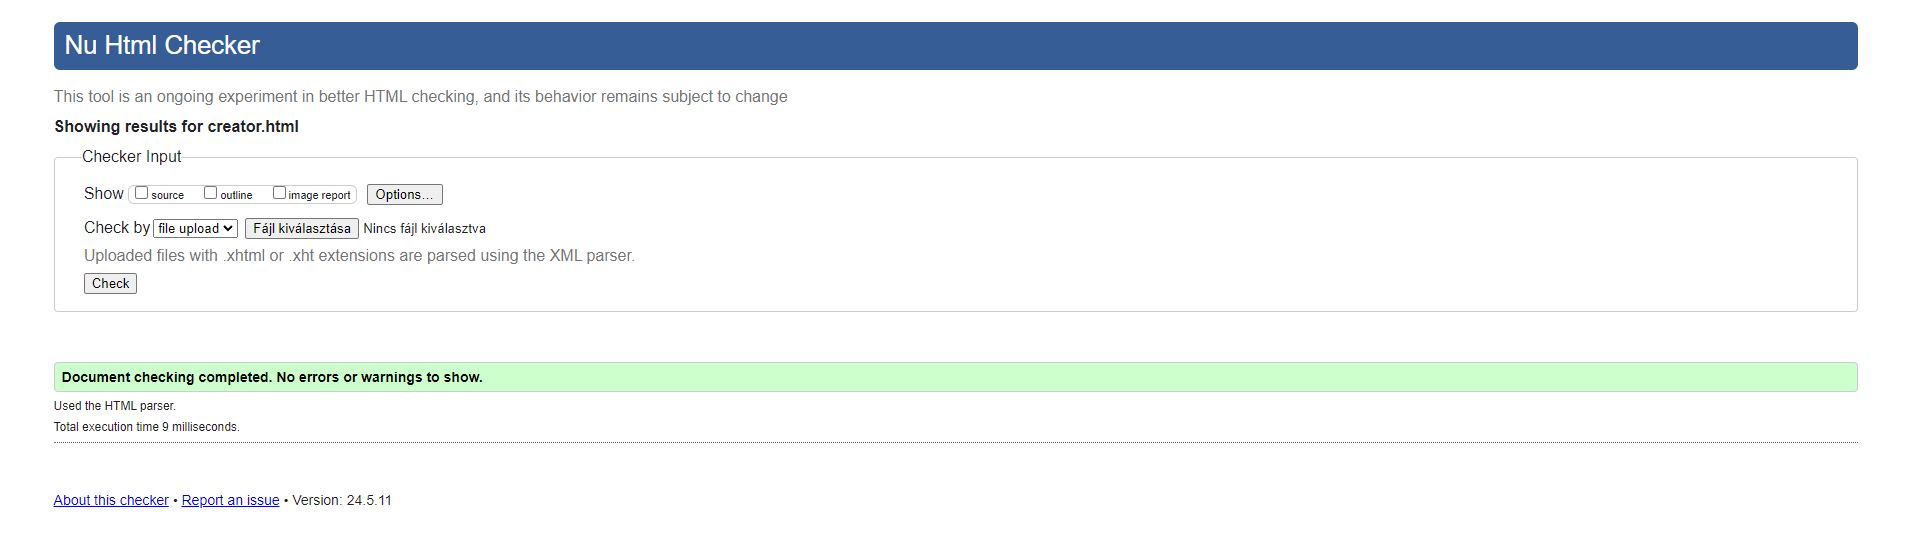 Nu Html Checker
This tool is an ongoing experiment in better HTML checking, and its behavior remains subject to change
Showing results for creator.html
Checker Input
Show source outline image report Options...
Check by file upload Fájl kiválasztása Nincs fájl kiválasztva
Uploaded files with .xhtml or .xht extensions are parsed using the XML parser.
Check
Document checking completed. No errors or warnings to show.
Used the HTML parser.
Total execution time 9 milliseconds.
About this checker • Report an issue • Version: 24.5.11